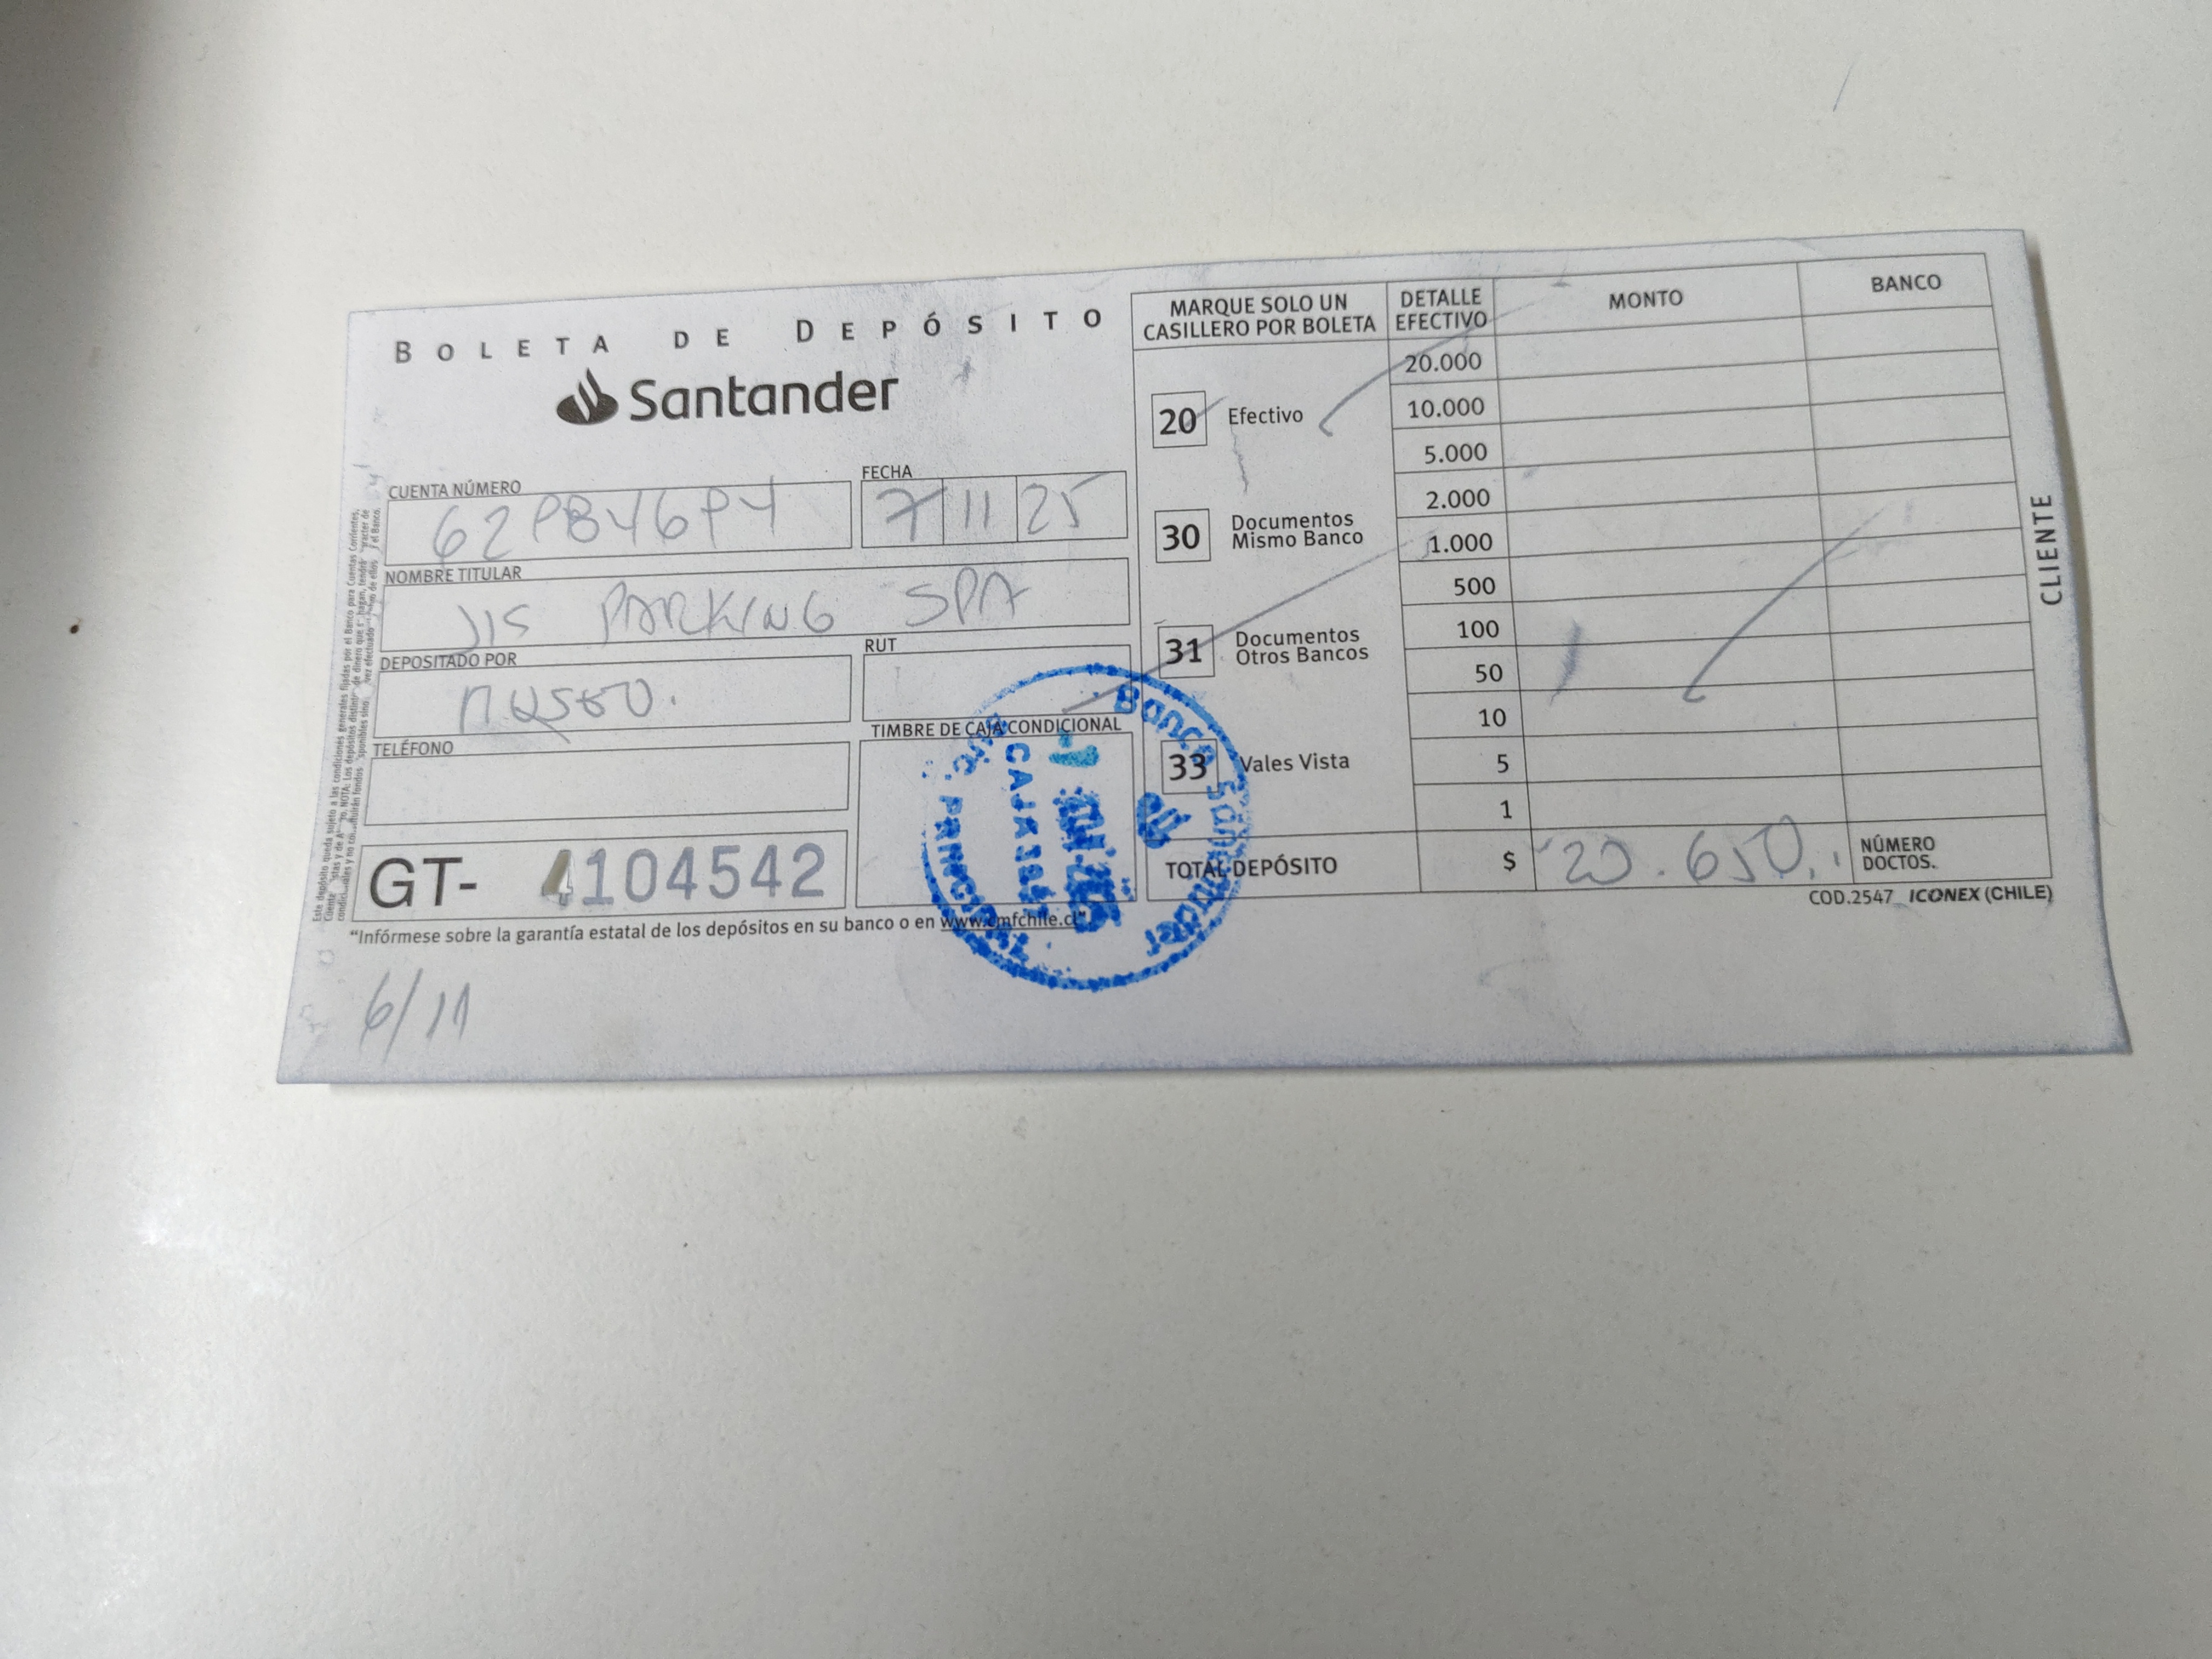 BOLETA DE DEPÓSITO
Santander
CUENTA NÚMERO
62984694
FECHA
7 11 25
NOMBRE TITULAR
JIS PARKING SPA
DEPOSITADO POR
RUT
TELÉFONO
TIMBRE DE CAJA CONDICIONAL
GT- 4104542
"Infórmese sobre la garantía estatal de los depósitos en su banco o en www.cmfchile.cl"
6/11
MARQUE SOLO UN
CASILLERO POR BOLETA
20 Efectivo
30 Documentos
Mismo Banco
31 Documentos
Otros Bancos
33 Vales Vista
DETALLE
EFECTIVO
MONTO
BANCO
20.000
10.000
5.000
2.000
1.000
500
100
50
10
5
1
TOTAL DEPÓSITO
$ 20.650.
NÚMERO
DOCTOS.
COD.2547 ICONEX (CHILE)
CLIENTE
Banco Santander
CAJA